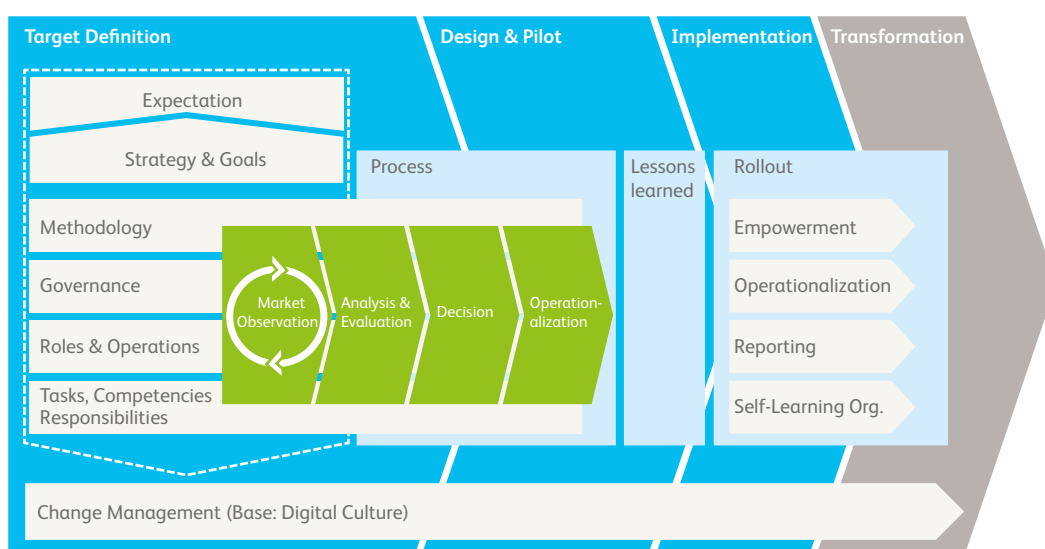 Target Definition
Design & Pilot
Implementation
Transformation
Expectation
Strategy & Goals
Process
Lessons
learned
Rollout
Methodology
Governance
Roles & Operations
Tasks, Competencies
Responsibilities
Market
Observation
Analysis &
Evaluation
Decision
Operation-
alization
Empowerment
Operationalization
Reporting
Self-Learning Org.
Change Management (Base: Digital Culture)